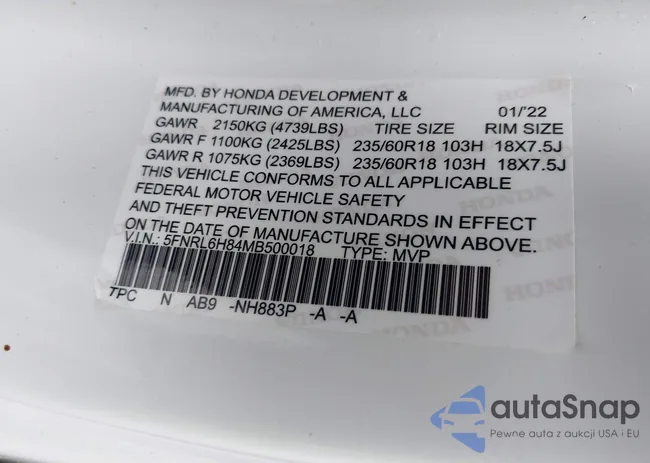 MFD. BY HONDA DEVELOPMENT &
MANUFACTURING OF AMERICA, LLC 01/'22
GAWR 2150KG (4739LBS) TIRE SIZE RIM SIZE
GAWR F 1100KG (2425LBS) 235/60R18 103H 18X7.5J
GAWR R 1075KG (2369LBS) 235/60R18 103H 18X7.5J
THIS VEHICLE CONFORMS TO ALL APPLICABLE
FEDERAL MOTOR VEHICLE SAFETY
AND THEFT PREVENTION STANDARDS IN EFFECT
ON THE DATE OF MANUFACTURE SHOWN ABOVE.
V.I.N.: 5FNRL6H84MB500018 TYPE: MVP
TPC N AB9 -NH883P -A -A
HONDA
autaSnap
Pewne auta z aukcji USA i EU